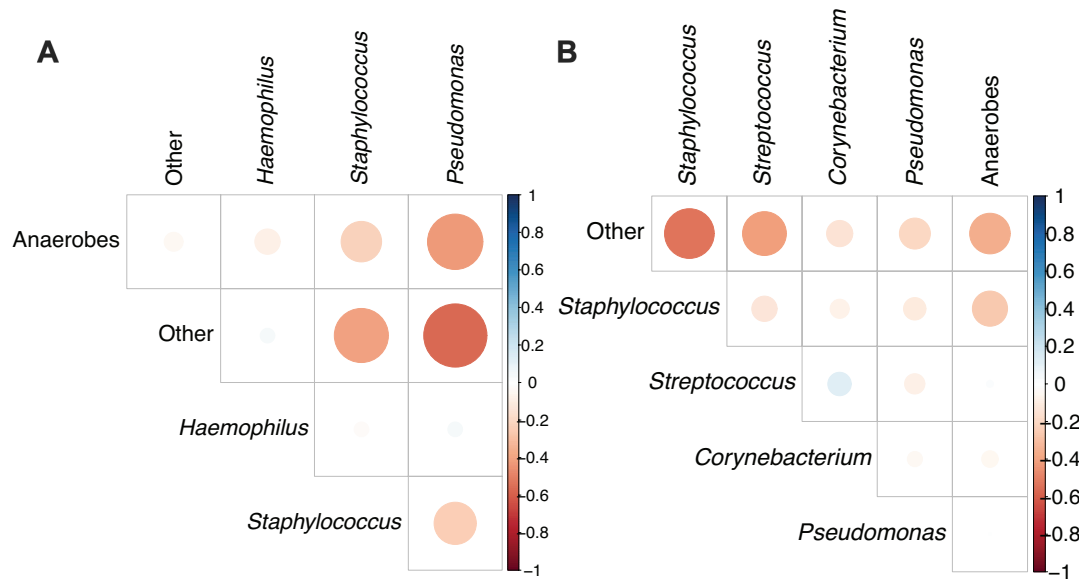 A
Other
Haemophilus
Staphylococcus
Pseudomonas
Anaerobes
Other
Haemophilus
Staphylococcus
1
0.8
0.6
0.4
0.2
0
−0.2
−0.4
−0.6
−0.8
−1
B
Staphylococcus
Streptococcus
Corynebacterium
Pseudomonas
Anaerobes
Other
Staphylococcus
Streptococcus
Corynebacterium
Pseudomonas
1
0.8
0.6
0.4
0.2
0
−0.2
−0.4
−0.6
−0.8
−1